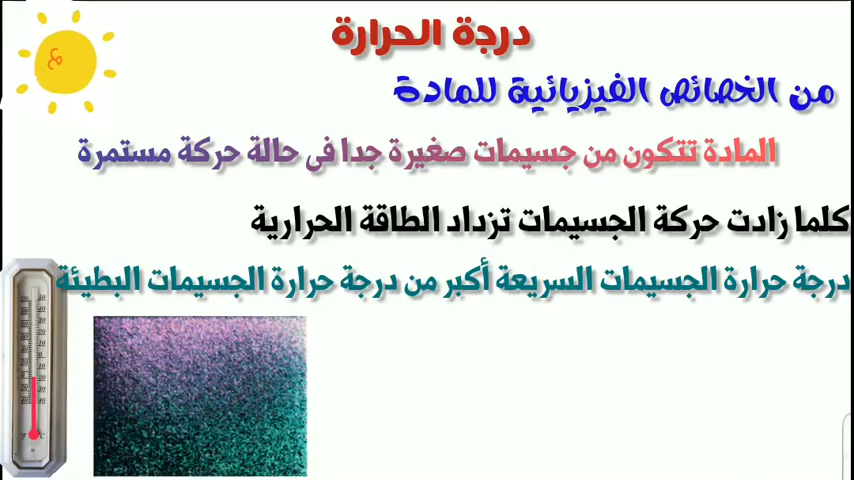 درجة الحرارة
من الخصائص الفيزيائية للمادة
المادة تتكون من جسيمات صغيرة جدا فى حالة حركة مستمرة
كلما زادت حركة الجسيمات تزداد الطاقة الحرارية
درجة حرارة الجسيمات السريعة أكبر من درجة حرارة الجسيمات البطيئة